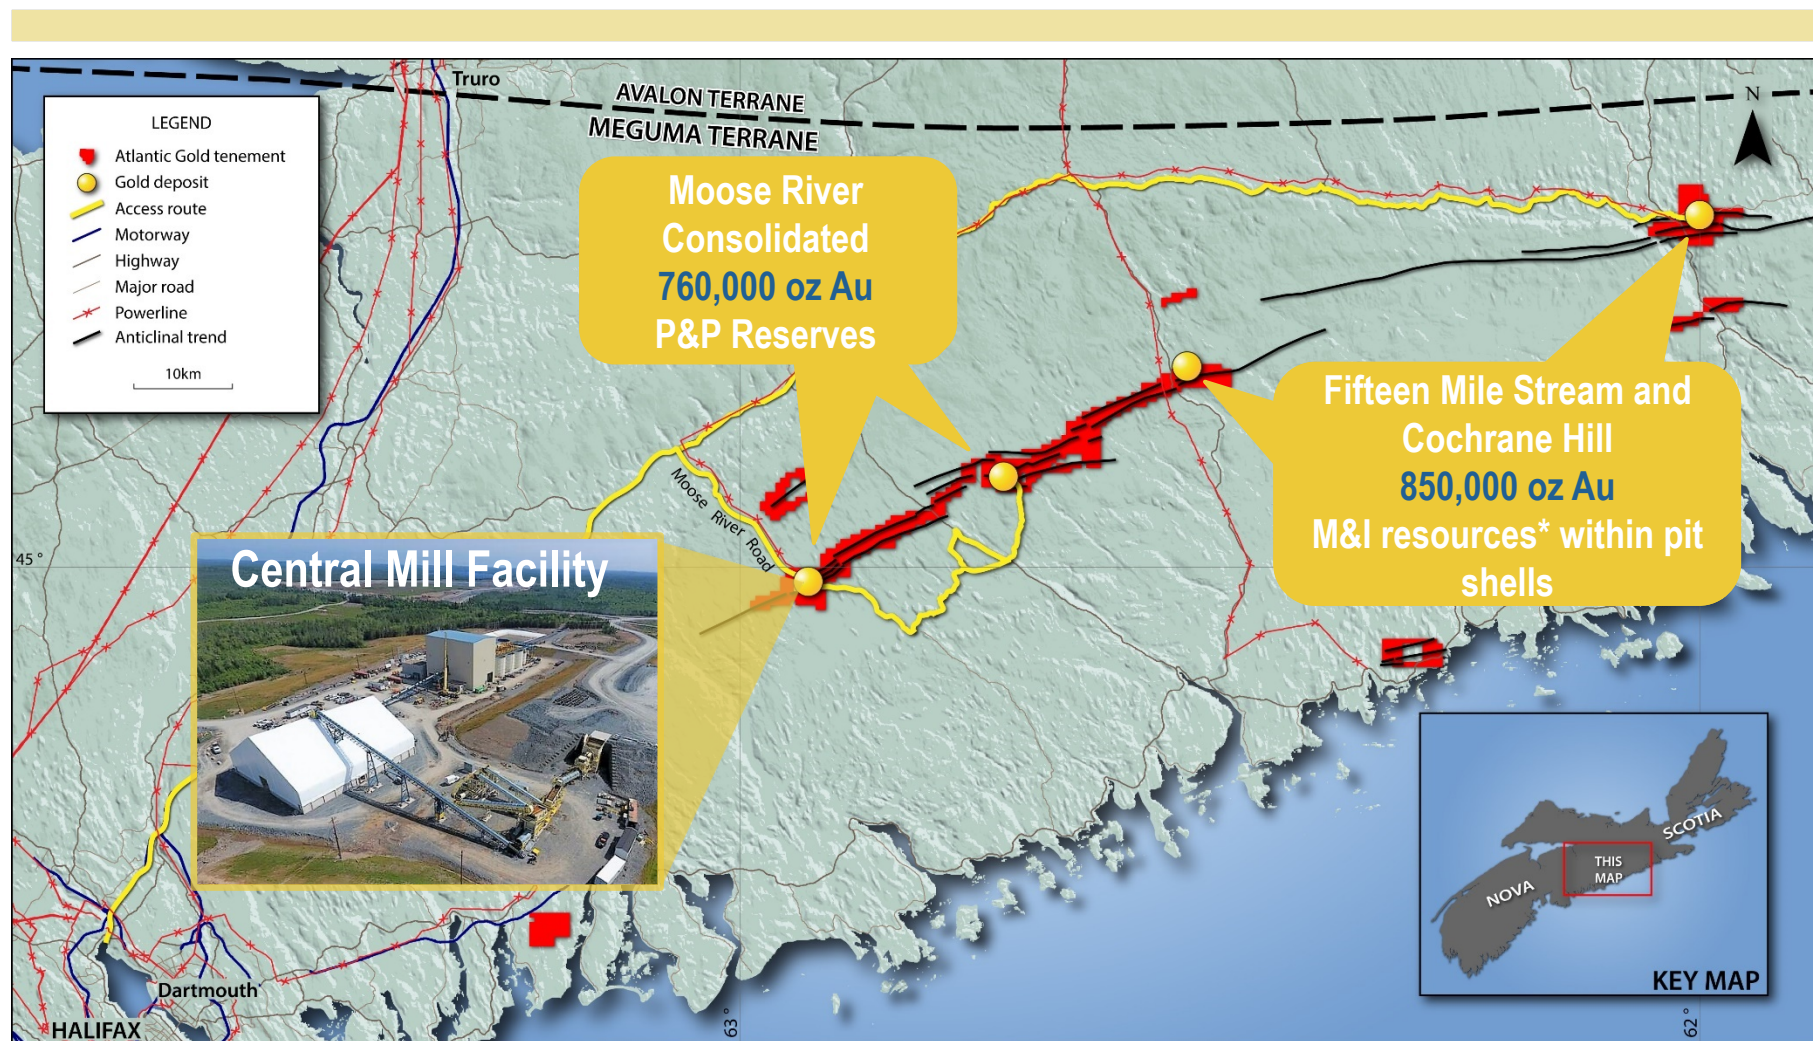 Truro
AVALON TERRANE
MEGUMA TERRANE
N
LEGEND
Atlantic Gold tenement
Gold deposit
Access route
Motorway
Highway
Major road
Powerline
Anticlinal trend
10km
Moose River
Consolidated
760,000 oz Au
P&P Reserves
Fifteen Mile Stream and
Cochrane Hill
850,000 oz Au
M&I resources* within pit
shells
Moose River Road
45°
Central Mill Facility
NOVA
SCOTIA
THIS
MAP
KEY MAP
Dartmouth
HALIFAX
63°
62°